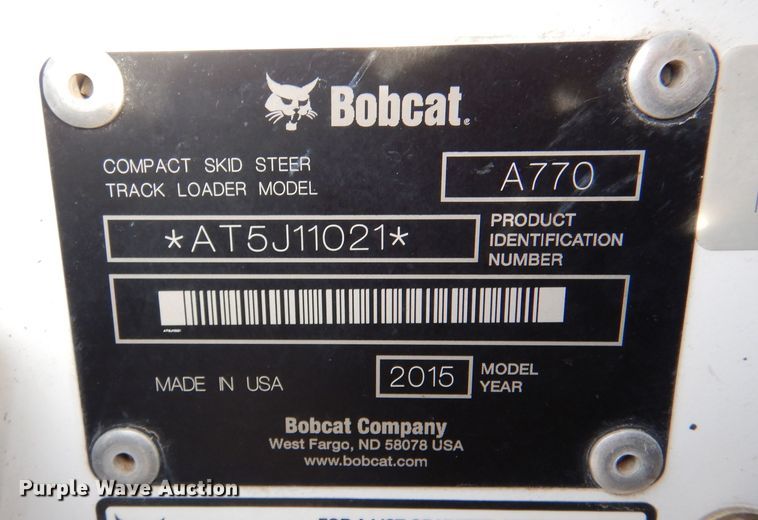 Bobcat
COMPACT SKID STEER
TRACK LOADER MODEL
A770
*AT5J11021*
PRODUCT
IDENTIFICATION
NUMBER
MADE IN USA
2015
MODEL
YEAR
Bobcat Company
West Fargo, ND 58078 USA
www.bobcat.com
Purple Wave Auction